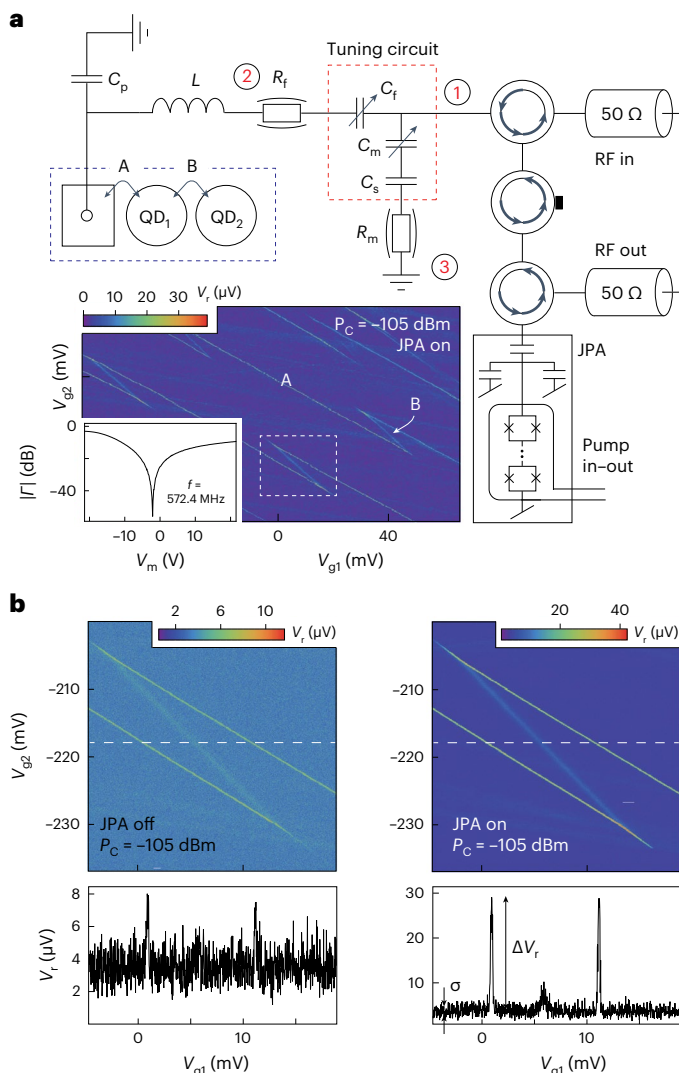 a
Tuning circuit
C_p
L
2
R_f
C_f
1
50 Ω
RF in
C_m
C_s
A
B
QD₁
QD₂
R_m
3
RF out
50 Ω
JPA
Pump
in–out
V_r (μV)
0 10 20 30
P_C = –105 dBm
JPA on
A
B
V_g2 (mV)
0
–40
|Γ| (dB)
f =
572.4 MHz
–10 0 10
V_m (V)
0 40
V_g1 (mV)
b
2 6 10
V_r (μV)
–210
–220
–230
V_g2 (mV)
JPA off
P_C = –105 dBm
20 40
V_r (μV)
–210
–220
–230
JPA on
P_C = –105 dBm
8
6
4
2
V_r (μV)
0 10
V_g1 (mV)
30
20
10
ΔV_r
σ
0 10
V_g1 (mV)